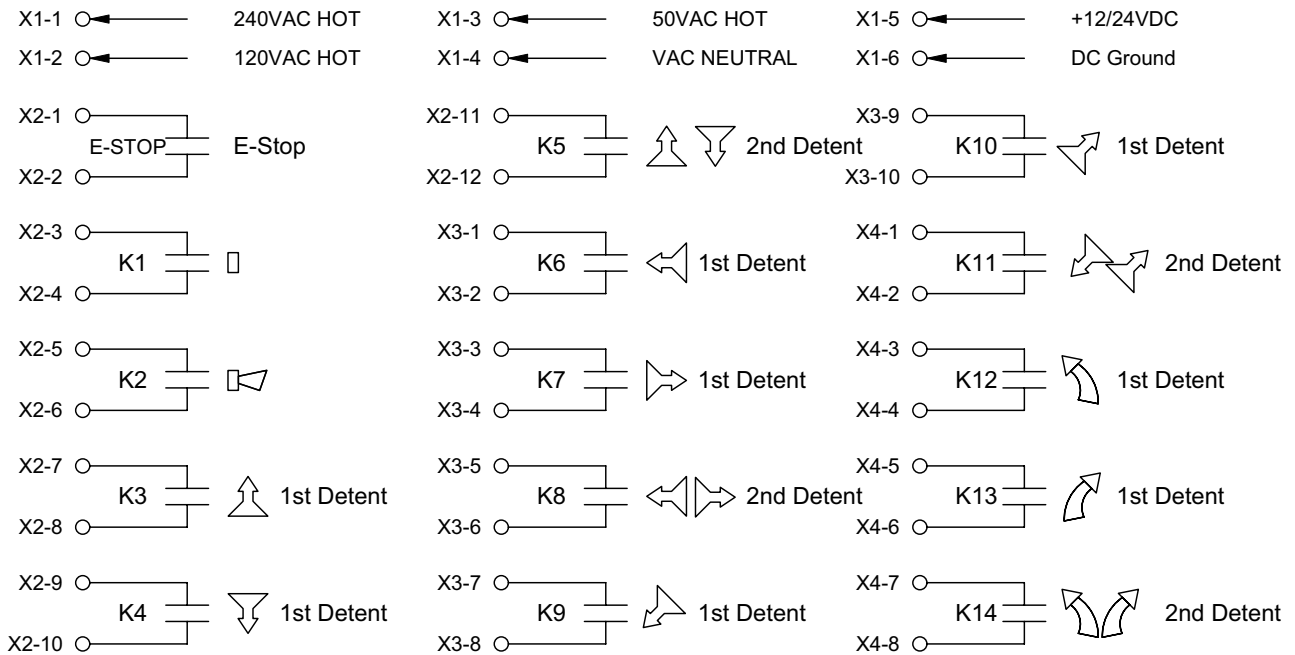 X1-1 240VAC HOT
X1-2 120VAC HOT
X2-1
E-STOP E-Stop
X2-2
X2-3
K1
X2-4
X2-5
K2
X2-6
X2-7
K3 1st Detent
X2-8
X2-9
K4 1st Detent
X2-10
X1-3 50VAC HOT
X1-4 VAC NEUTRAL
X2-11
K5 2nd Detent
X2-12
X3-1
K6 1st Detent
X3-2
X3-3
K7 1st Detent
X3-4
X3-5
K8 2nd Detent
X3-6
X3-7
K9 1st Detent
X3-8
X1-5 +12/24VDC
X1-6 DC Ground
X3-9
K10 1st Detent
X3-10
X4-1
K11 2nd Detent
X4-2
X4-3
K12 1st Detent
X4-4
X4-5
K13 1st Detent
X4-6
X4-7
K14 2nd Detent
X4-8